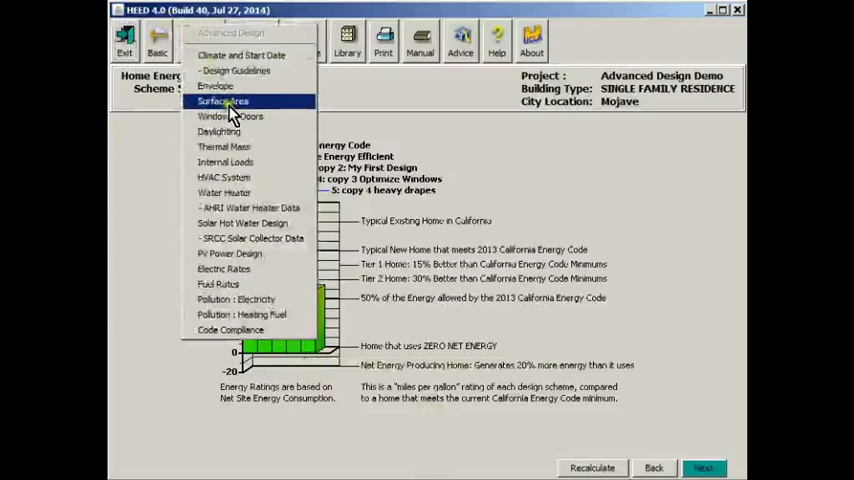 HEED 4.0 (Build 40, Jul 27, 2014)
Exit
Basic
Library
Print
Manual
Advice
Help
About
Advanced Design
Climate and Start Date
- Design Guidelines
Envelope
Surface Area
Windows Doors
Daylighting
Thermal Mass
Internal Loads
HVAC System
Water Heater
- AHRI Water Heater Data
Solar Hot Water Design
- SRCC Solar Collector Data
PV Power Design
Electric Rates
Fuel Rates
Pollution : Electricity
Pollution : Heating Fuel
Code Compliance
Home Energ
Scheme
Project : Advanced Design Demo
Building Type: SINGLE FAMILY RESIDENCE
City Location: Mojave
nergy Code
Energy Efficient
copy 2: My First Design
4: copy 3 Optimize Windows
5: copy 4 heavy drapes
Typical Existing Home in California
Typical New Home that meets 2013 California Energy Code
Tier 1 Home: 15% Better than California Code Minimums
Tier 2 Home: 30% Better than California Energy Code Minimums
50% of the Energy allowed by the 2013 California Energy Code
Home that uses ZERO NET ENERGY
0
Net Energy Producing Home: Generates 20% more energy than it uses
-20
Energy Ratings are based on
Net Site Energy Consumption.
This is a "miles per gallon" rating of each design scheme, compared
to a home that meets the current California Energy Code minimum.
Recalculate
Back
Next